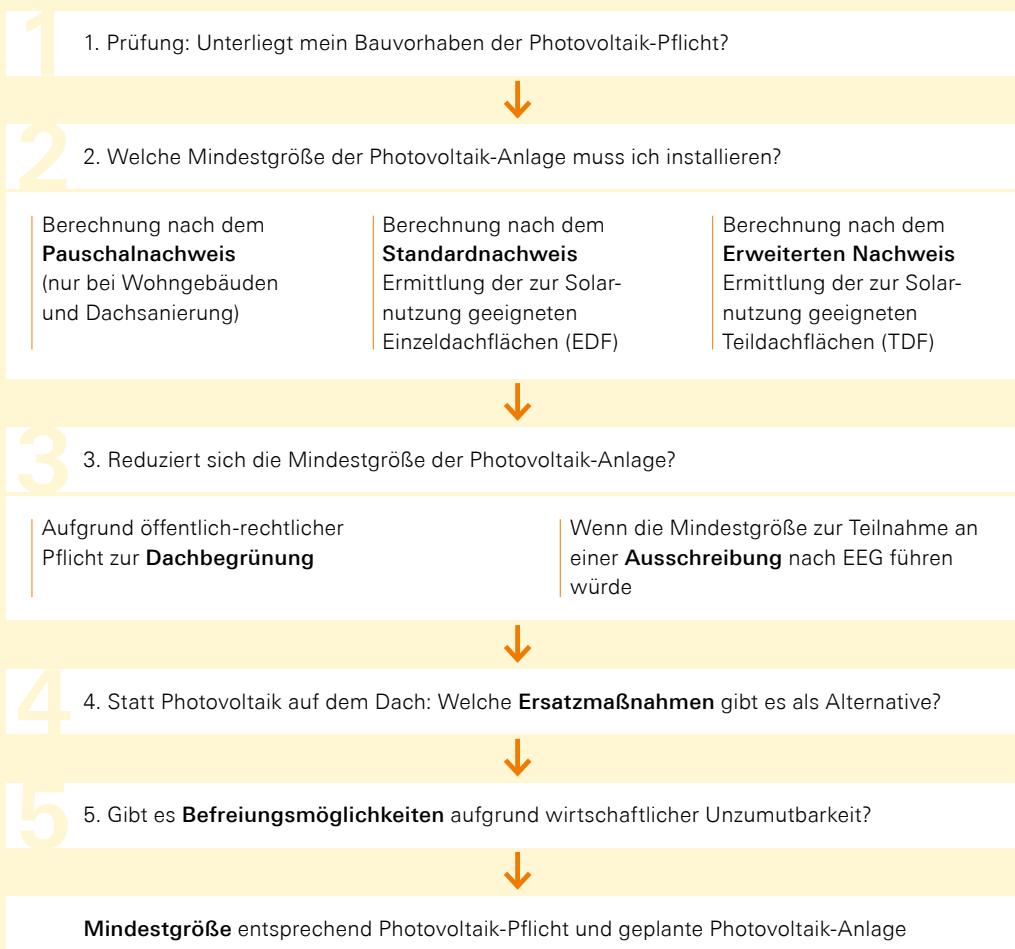 1
1. Prüfung: Unterliegt mein Bauvorhaben der Photovoltaik-Pflicht?
2
2. Welche Mindestgröße der Photovoltaik-Anlage muss ich installieren?
Berechnung nach dem
Pauschalnachweis
(nur bei Wohngebäuden
und Dachsanierung)
Berechnung nach dem
Standardnachweis
Ermittlung der zur Solar-
nutzung geeigneten
Einzeldachflächen (EDF)
Berechnung nach dem
Erweiterten Nachweis
Ermittlung der zur Solar-
nutzung geeigneten
Teildachflächen (TDF)
3
3. Reduziert sich die Mindestgröße der Photovoltaik-Anlage?
Aufgrund öffentlich-rechtlicher
Pflicht zur Dachbegrünung
Wenn die Mindestgröße zur Teilnahme an
einer Ausschreibung nach EEG führen
würde
4
4. Statt Photovoltaik auf dem Dach: Welche Ersatzmaßnahmen gibt es als Alternative?
5
5. Gibt es Befreiungsmöglichkeiten aufgrund wirtschaftlicher Unzumutbarkeit?
Mindestgröße entsprechend Photovoltaik-Pflicht und geplante Photovoltaik-Anlage